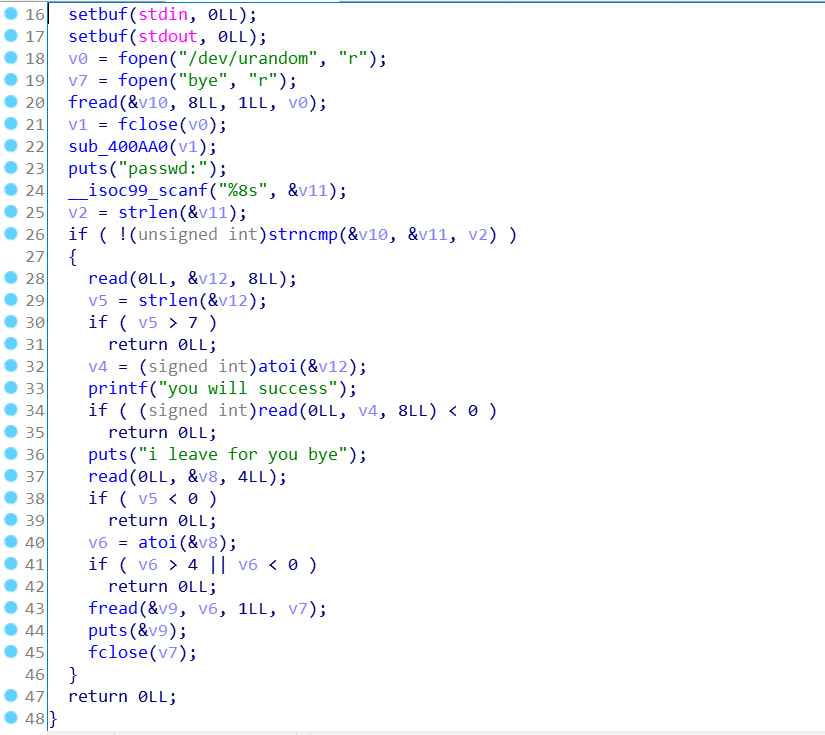 16 setbuf(stdin, 0LL);
17 setbuf(stdout, 0LL);
18 v0 = fopen("/dev/urandom", "r");
19 v7 = fopen("bye", "r");
20 fread(&v10, 8LL, 1LL, v0);
21 v1 = fclose(v0);
22 sub_400AA0(v1);
23 puts("passwd:");
24 __isoc99_scanf("%8s", &v11);
25 v2 = strlen(&v11);
26 if ( !(unsigned int)strncmp(&v10, &v11, v2) )
27 {
28 read(0LL, &v12, 8LL);
29 v5 = strlen(&v12);
30 if ( v5 > 7 )
31 return 0LL;
32 v4 = (signed int)atoi(&v12);
33 printf("you will success");
34 if ( (signed int)read(0LL, v4, 8LL) < 0 )
35 return 0LL;
36 puts("i leave for you bye");
37 read(0LL, &v8, 4LL);
38 if ( v5 < 0 )
39 return 0LL;
40 v6 = atoi(&v8);
41 if ( v6 > 4 || v6 < 0 )
42 return 0LL;
43 fread(&v9, v6, 1LL, v7);
44 puts(&v9);
45 fclose(v7);
46 }
47 return 0LL;
48 }